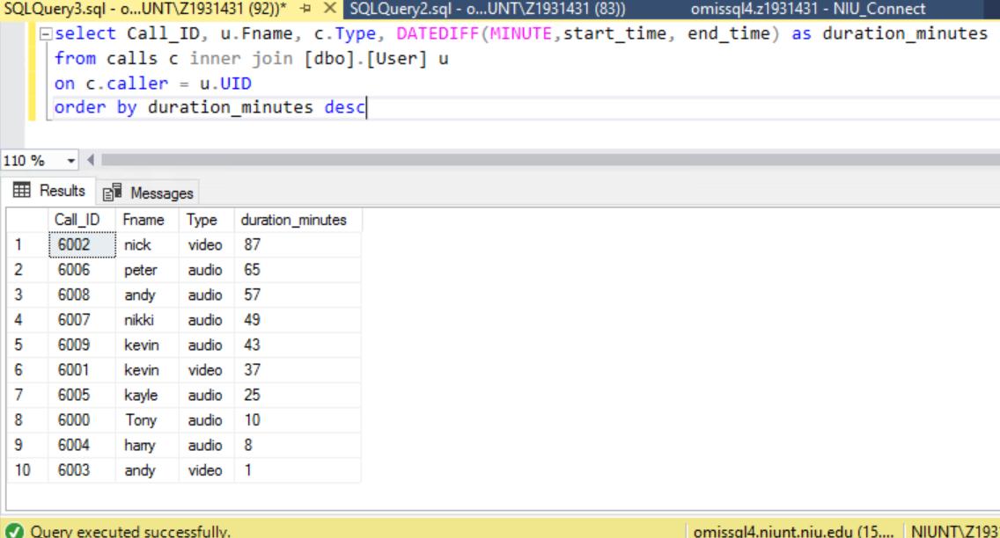 SQLQuery3.sql - o...UNT\Z1931431 (92))* SQLQuery2.sql - o...UNT\Z1931431 (83)) omissql4.z1931431 - NIU_Connect
select Call_ID, u.Fname, c.Type, DATEDIFF(MINUTE,start_time, end_time) as duration_minutes
from calls c inner join [dbo].[User] u
on c.caller = u.UID
order by duration_minutes desc
110 %
Results Messages
Call_ID Fname Type duration_minutes
1 6002 nick video 87
2 6006 peter audio 65
3 6008 andy audio 57
4 6007 nikki audio 49
5 6009 kevin audio 43
6 6001 kevin video 37
7 6005 kayle audio 25
8 6000 Tony audio 10
9 6004 harry audio 8
10 6003 andy video 1
Query executed successfully. omissql4.niunt.niu.edu (15.... NIUNT\Z193